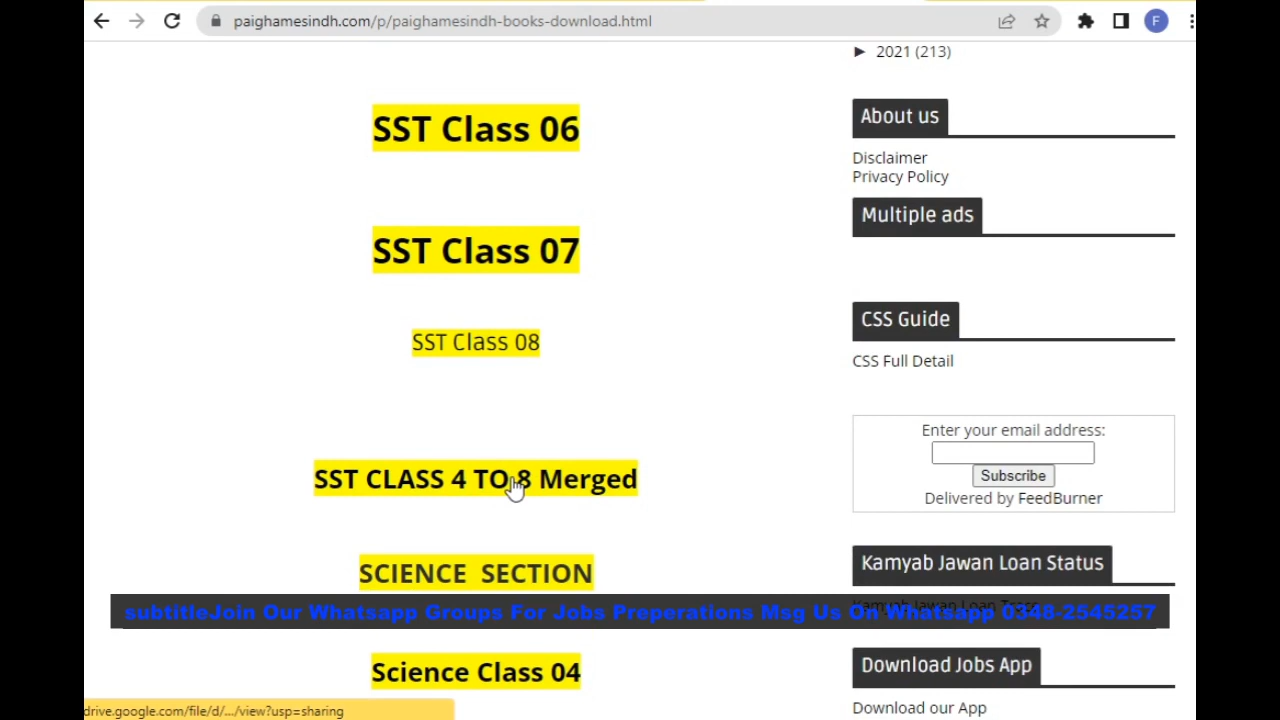 paighamesindh.com/p/paighamesindh-books-download.html
F
► 2021 (213)
SST Class 06
SST Class 07
SST Class 08
SST CLASS 4 TO 8 Merged
SCIENCE SECTION
Science Class 04
About us
Disclaimer
Privacy Policy
Multiple ads
CSS Guide
CSS Full Detail
Enter your email address:
Subscribe
Delivered by FeedBurner
Kamyab Jawan Loan Status
Kamyab Jawan Loan
subtitleJoin Our Whatsapp Groups For Jobs Preperations Msg Us On Whatsapp 0348-2545257
Download Jobs App
Download our App
drive.google.com/file/d/.../view?usp=sharing